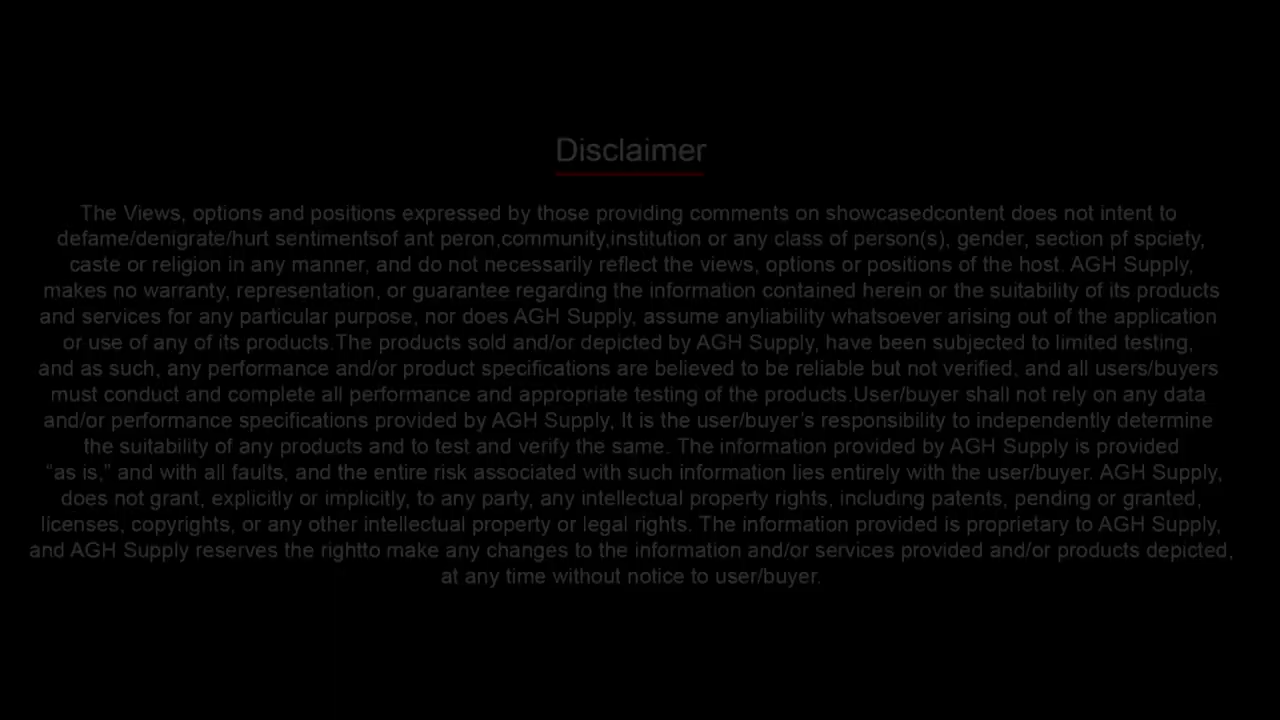 Disclaimer
The Views, options and positions expressed by those providing comments on showcasedcontent does not intent to
defame/denigrate/hurt sentimentsof ant peron,community,institution or any class of person(s), gender, section pf spciety,
caste or religion in any manner, and do not necessarily reflect the views, options or positions of the host. AGH Supply,
makes no warranty, representation, or guarantee regarding the information contained herein or the suitability of its products
and services for any particular purpose, nor does AGH Supply, assume anyliability whatsoever arising out of the application
or use of any of its products.The products sold and/or depicted by AGH Supply, have been subjected to limited testing,
and as such, any performance and/or product specifications are believed to be reliable but not verified, and all users/buyers
must conduct and complete all performance and appropriate testing of the products.User/buyer shall not rely on any data
and/or performance specifications provided by AGH Supply, It is the user/buyer’s responsibility to independently determine
the suitability of any products and to test and verify the same. The information provided by AGH Supply is provided
“as is,” and with all faults, and the entire risk associated with such information lies entirely with the user/buyer. AGH Supply,
does not grant, explicitly or implicitly, to any party, any intellectual property rights, including patents, pending or granted,
licenses, copyrights, or any other intellectual property or legal rights. The information provided is proprietary to AGH Supply,
and AGH Supply reserves the rightto make any changes to the information and/or services provided and/or products depicted,
at any time without notice to user/buyer.